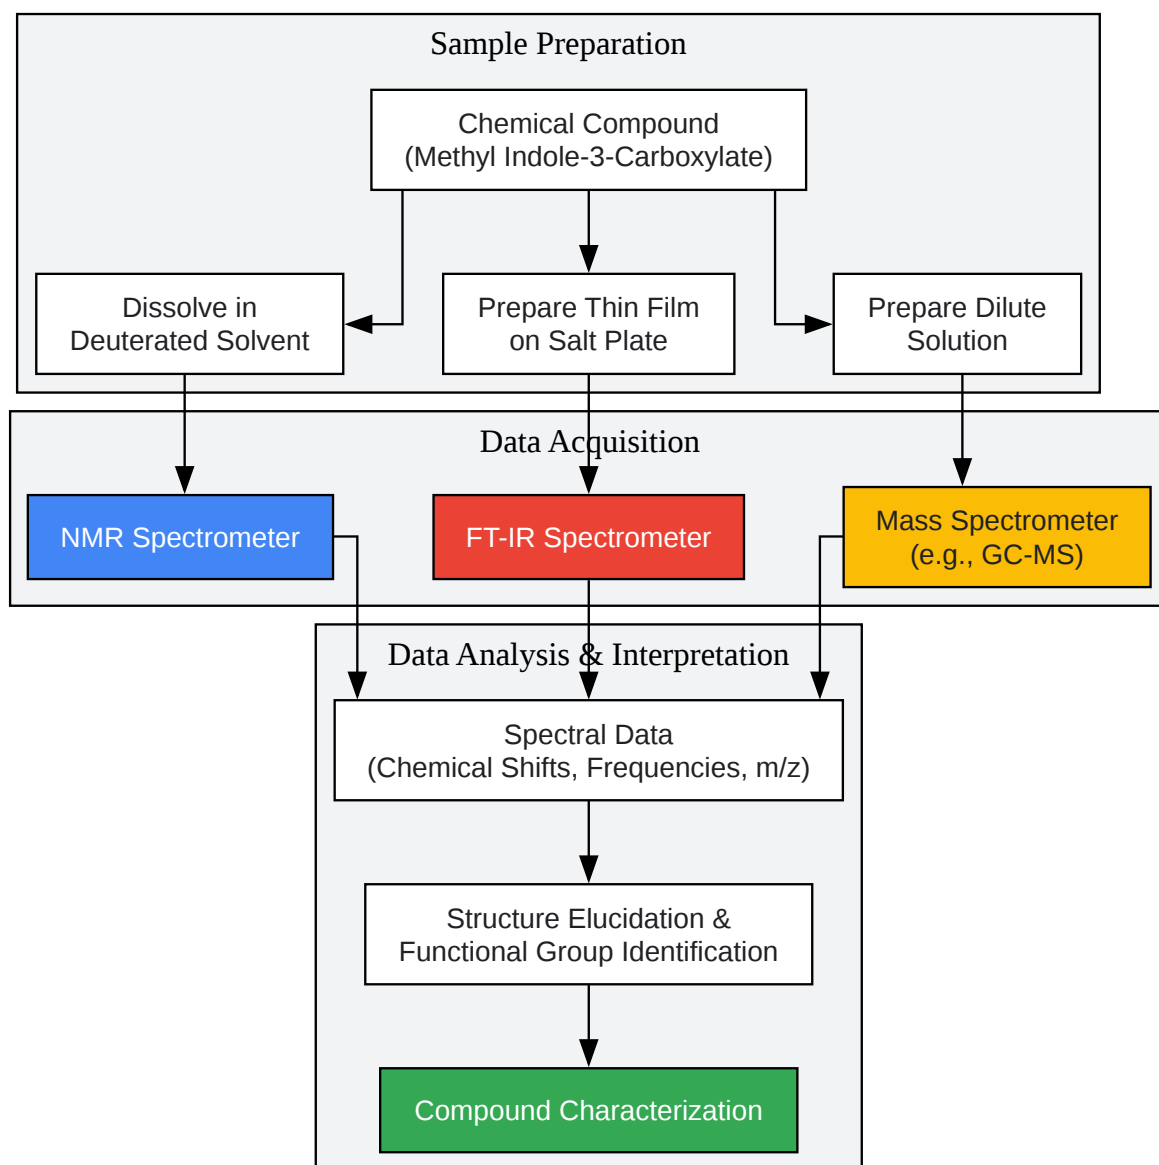 Sample Preparation
Chemical Compound
(Methyl Indole-3-Carboxylate)
Dissolve in
Deuterated Solvent
Prepare Thin Film
on Salt Plate
Prepare Dilute
Solution
Data Acquisition
NMR Spectrometer
FT-IR Spectrometer
Mass Spectrometer
(e.g., GC-MS)
Data Analysis & Interpretation
Spectral Data
(Chemical Shifts, Frequencies, m/z)
Structure Elucidation &
Functional Group Identification
Compound Characterization